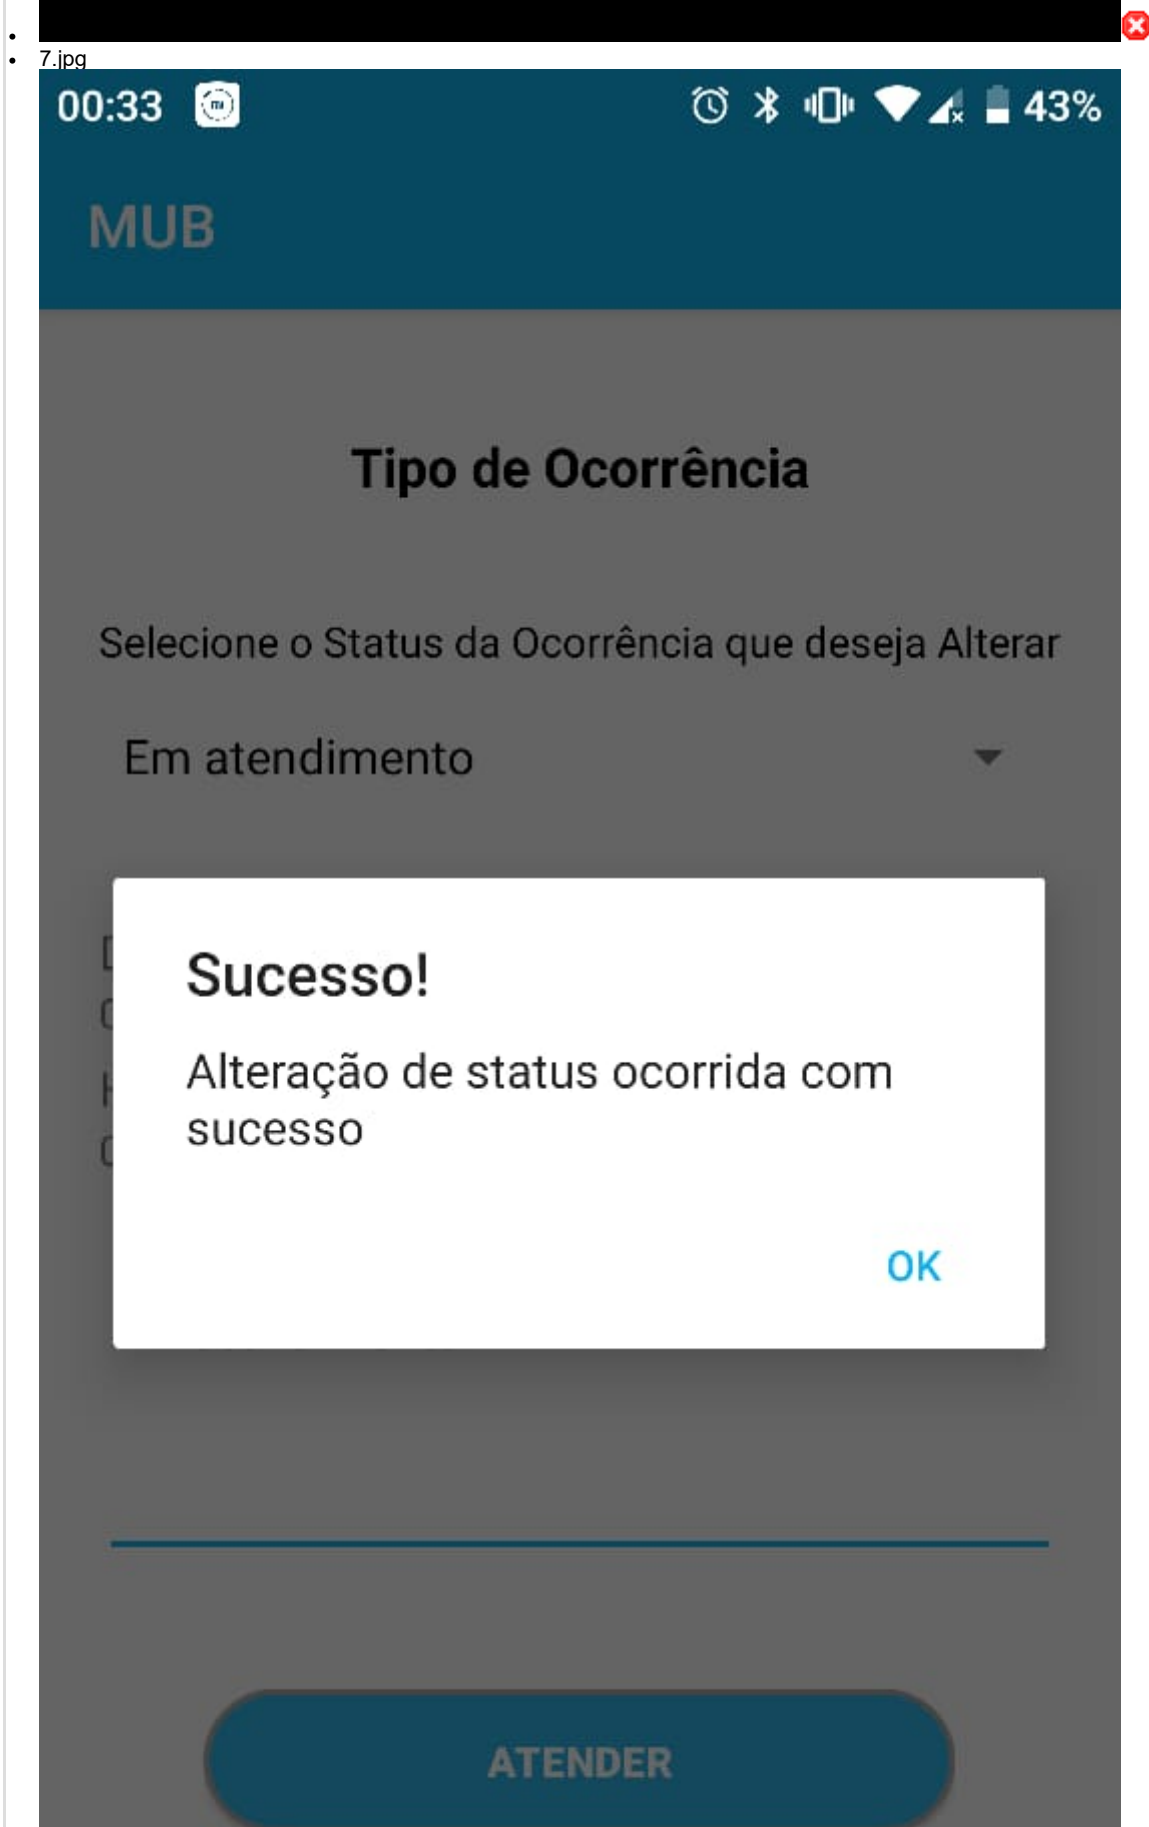 7.jpg
00:33 43%
MUB
Tipo de Ocorrência
Selecione o Status da Ocorrência que deseja Alterar
Em atendimento
Sucesso!
Alteração de status ocorrida com
sucesso
OK
ATENDER